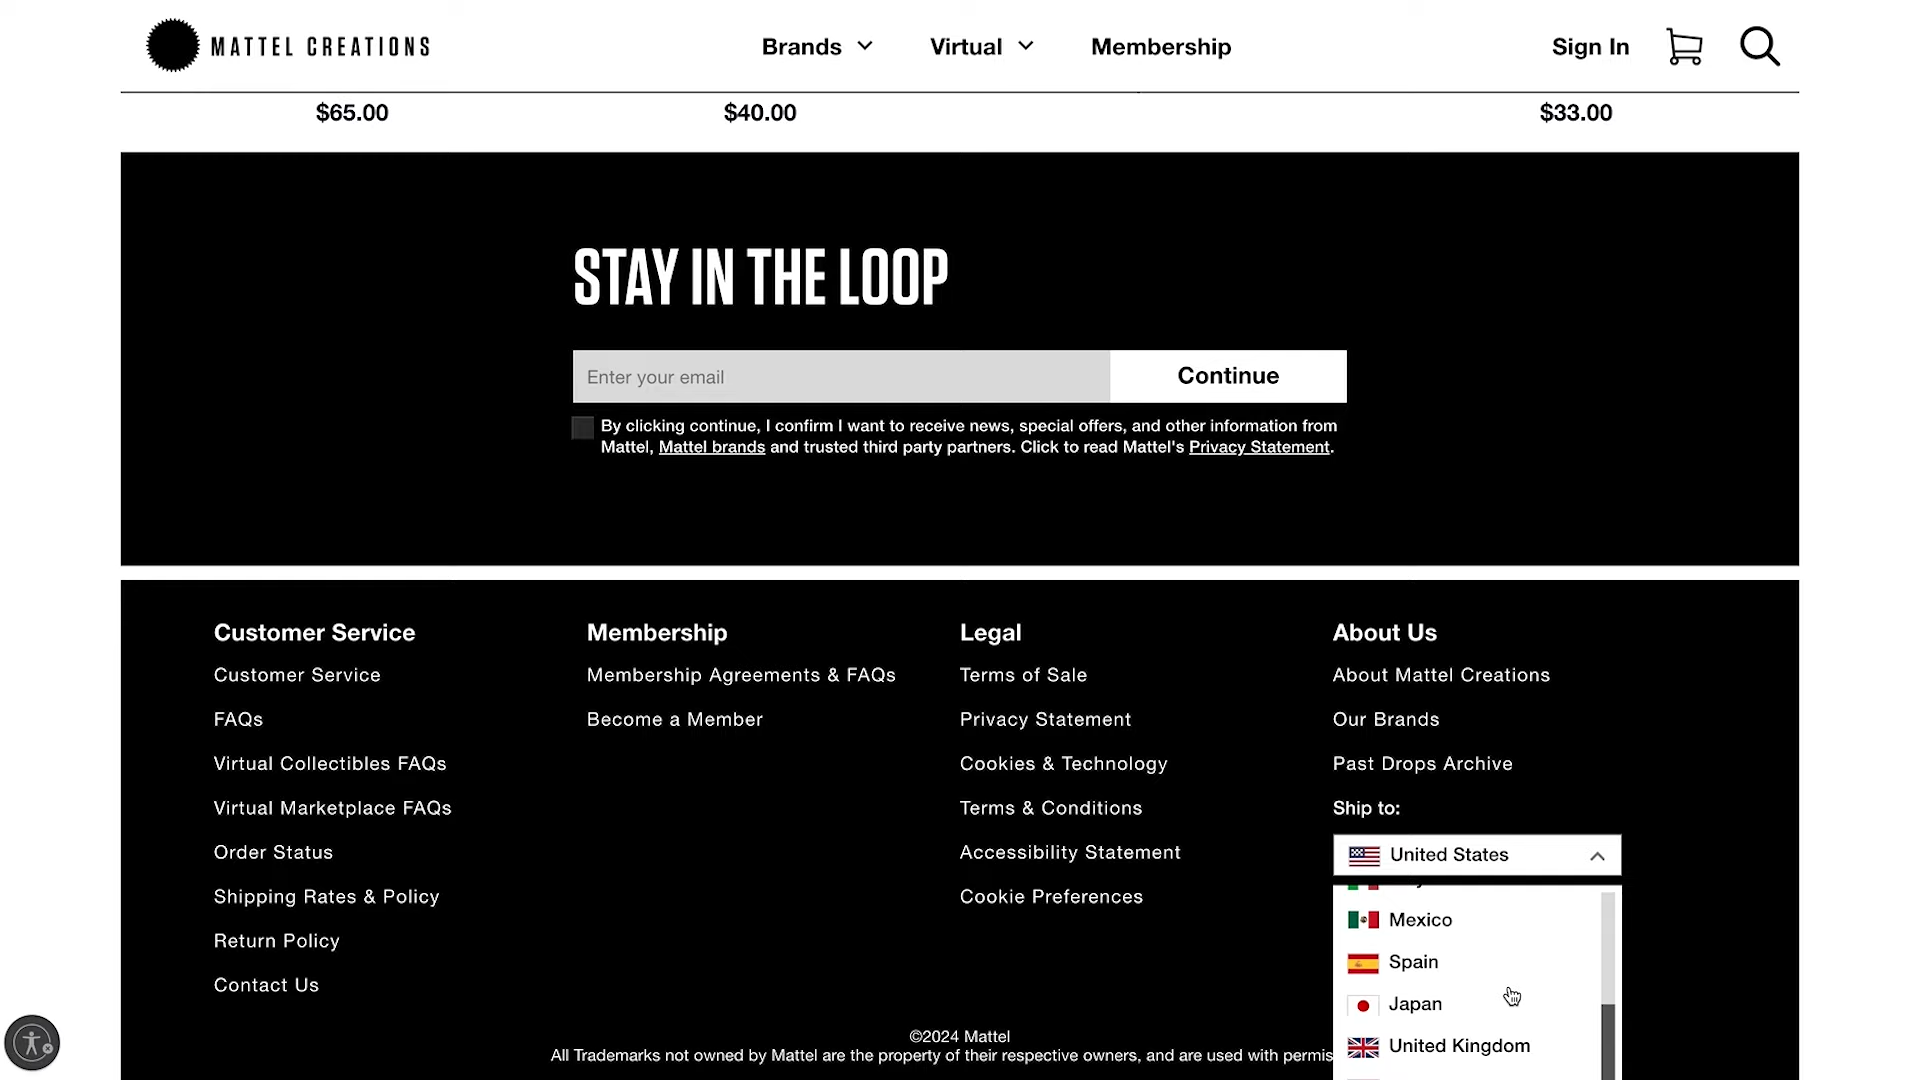 MATTEL CREATIONS
Brands
Virtual
Membership
Sign In
$65.00
$40.00
$33.00
STAY IN THE LOOP
Enter your email
Continue
By clicking continue, I confirm I want to receive news, special offers, and other information from
Mattel, Mattel brands and trusted third party partners. Click to read Mattel's Privacy Statement.
Customer Service
Customer Service
FAQs
Virtual Collectibles FAQs
Virtual Marketplace FAQs
Order Status
Shipping Rates & Policy
Return Policy
Contact Us
Membership
Membership Agreements & FAQs
Become a Member
Legal
Terms of Sale
Privacy Statement
Cookies & Technology
Terms & Conditions
Accessibility Statement
Cookie Preferences
About Us
About Mattel Creations
Our Brands
Past Drops Archive
Ship to:
United States
Mexico
Spain
Japan
United Kingdom
©2024 Mattel
All Trademarks not owned by Mattel are the property of their respective owners, and are used with